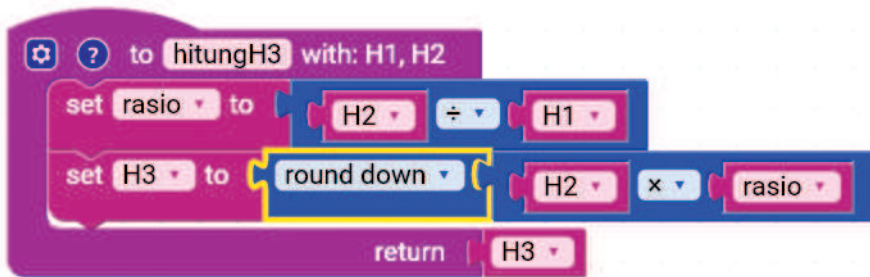 ? to hitungH3 with: H1, H2
set rasio to H2 ÷ H1
set H3 to round down H2 × rasio
return H3